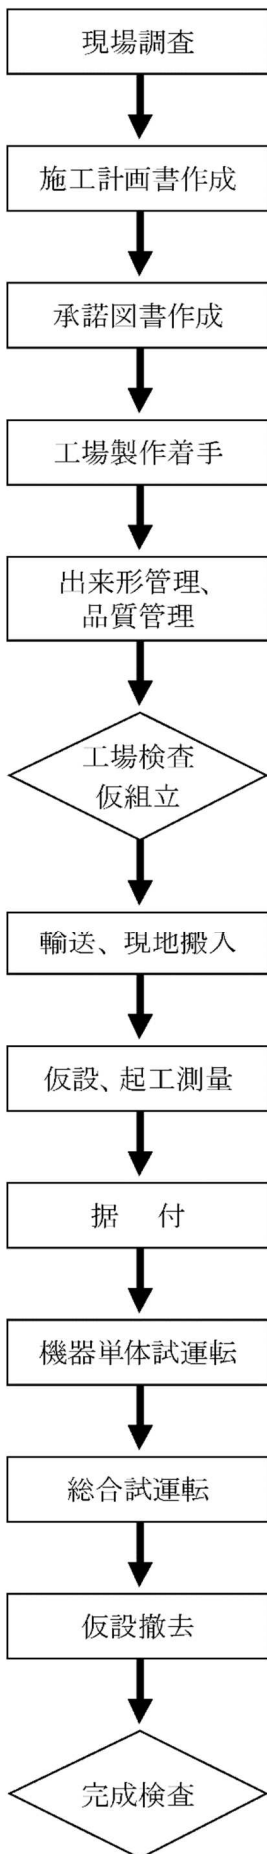 現場調査
施工計画書作成
承諾図書作成
工場製作着手
出来形管理、
品質管理
工場検査
仮組立
輸送、現地搬入
仮設、起工測量
据　付
機器単体試運転
総合試運転
仮設撤去
完成検査